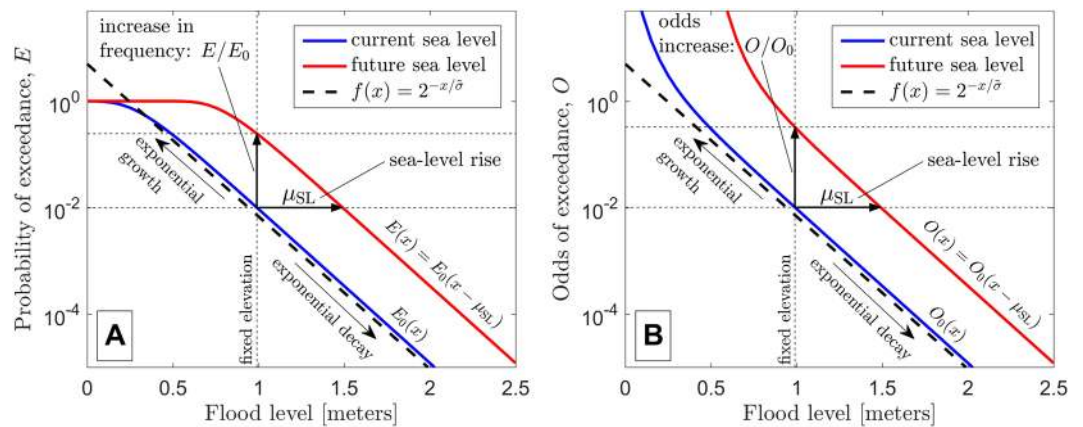 increase in
frequency: E/E₀
current sea level
future sea level
f(x) = 2^{-x/σ̃}
Probability of exceedance, E
10⁰
10⁻²
10⁻⁴
exponential
growth
sea-level rise
μ_SL
E(x) = E₀(x − μ_SL)
E₀(x)
exponential decay
fixed elevation
A
0
0.5
1
1.5
2
2.5
Flood level [meters]
odds
increase: O/O₀
current sea level
future sea level
f(x) = 2^{-x/σ̃}
Odds of exceedance, O
10⁰
10⁻²
10⁻⁴
exponential
growth
sea-level rise
μ_SL
O(x) = O₀(x − μ_SL)
O₀(x)
exponential decay
fixed elevation
B
0
0.5
1
1.5
2
2.5
Flood level [meters]